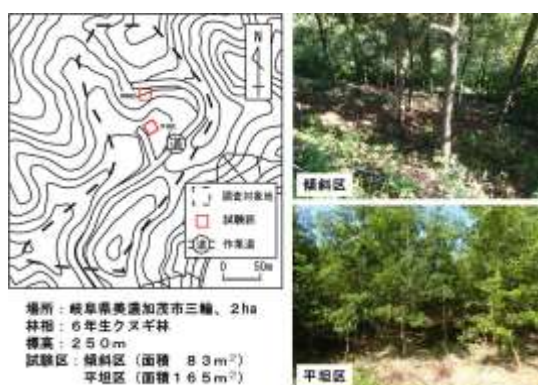 調査対象地
試験区
道 作業道
0 50m
場所：岐阜県美濃加茂市三輪、2ha
林相：6年生クヌギ林
標高：250m
試験区：傾斜区（面積 83m²）
平坦区（面積165m²）
傾斜区
平坦区